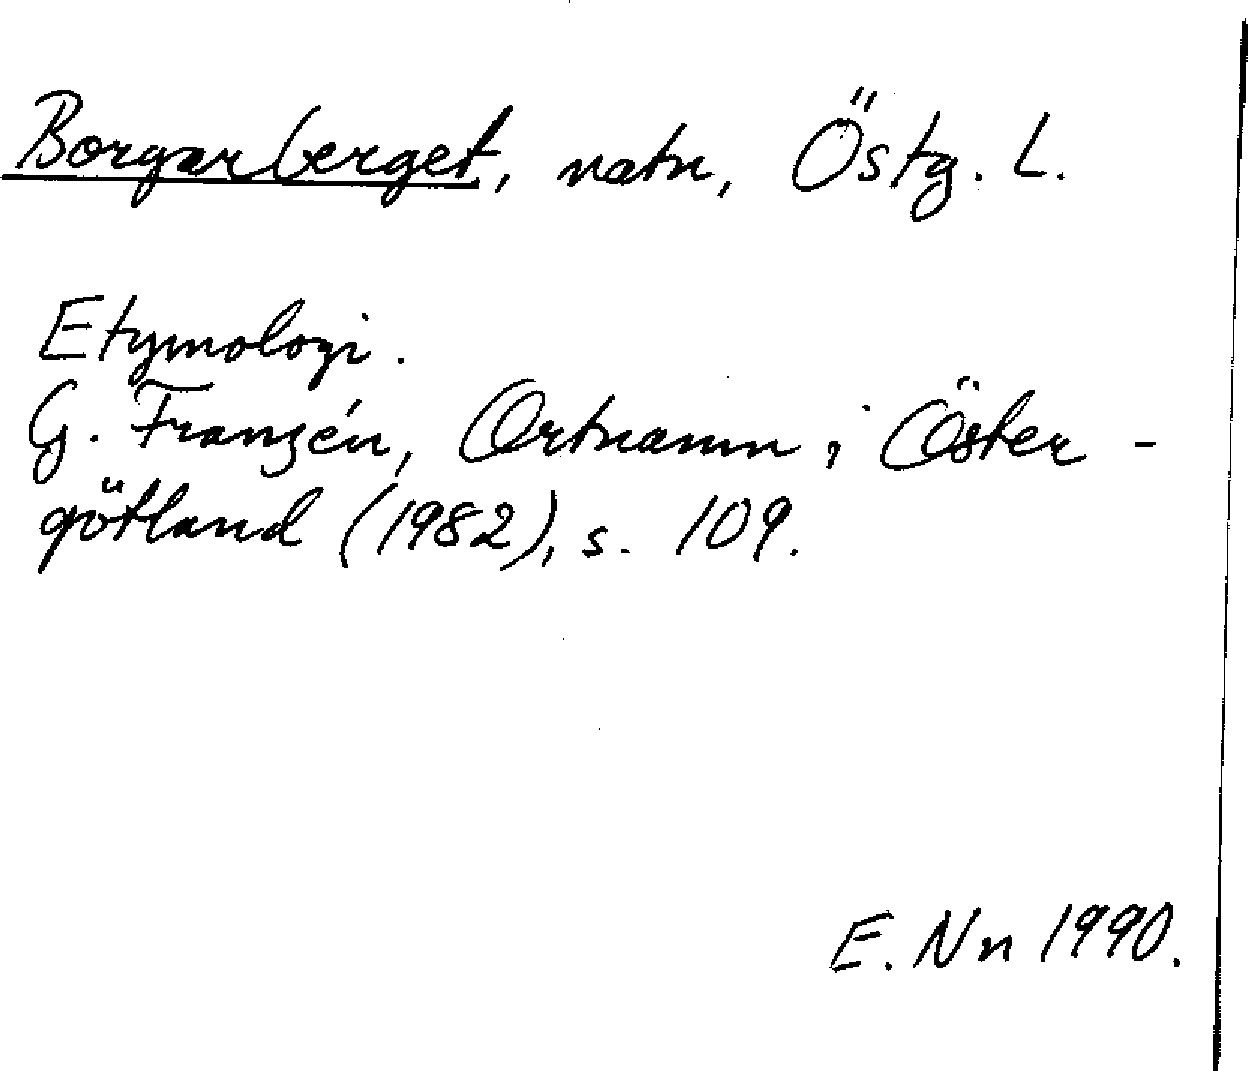 Borgarberget, natn, Östg. L.
Etymologi.
G. Franzén, Ortnamn i Öster-
götland (1982), s. 109.
E. Nn 1990.